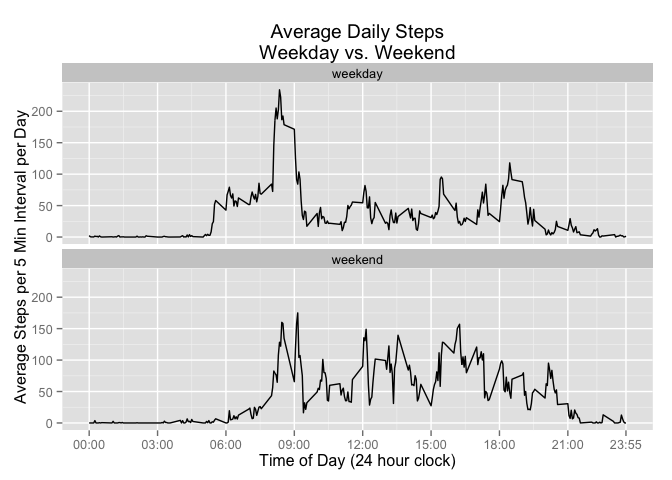 Average Daily Steps
Weekday vs. Weekend
weekday
200
150
100
50
0
weekend
200
150
100
50
0
Average Steps per 5 Min Interval per Day
00:00 03:00 06:00 09:00 12:00 15:00 18:00 21:00 23:55
Time of Day (24 hour clock)